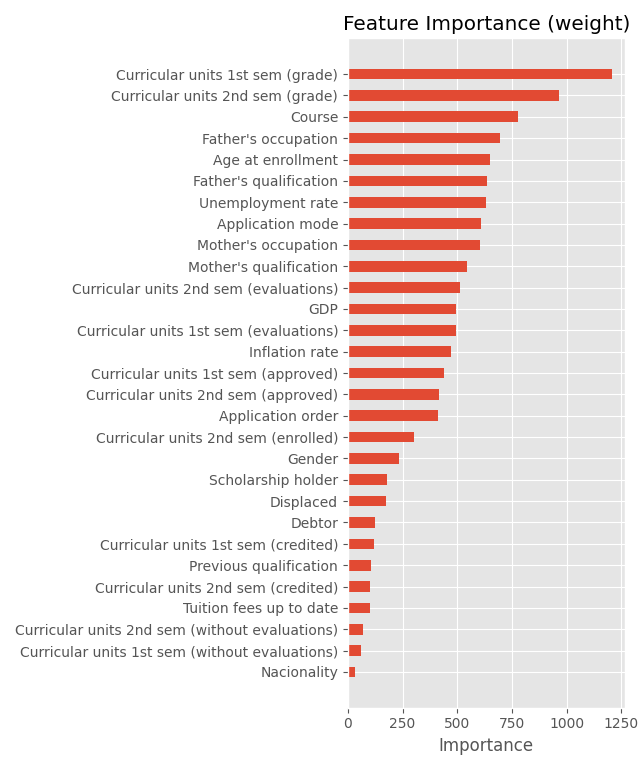 Feature Importance (weight)
Curricular units 1st sem (grade)
Curricular units 2nd sem (grade)
Course
Father's occupation
Age at enrollment
Father's qualification
Unemployment rate
Application mode
Mother's occupation
Mother's qualification
Curricular units 2nd sem (evaluations)
GDP
Curricular units 1st sem (evaluations)
Inflation rate
Curricular units 1st sem (approved)
Curricular units 2nd sem (approved)
Application order
Curricular units 2nd sem (enrolled)
Gender
Scholarship holder
Displaced
Debtor
Curricular units 1st sem (credited)
Previous qualification
Curricular units 2nd sem (credited)
Tuition fees up to date
Curricular units 2nd sem (without evaluations)
Curricular units 1st sem (without evaluations)
Nacionality
0 250 500 750 1000 1250
Importance